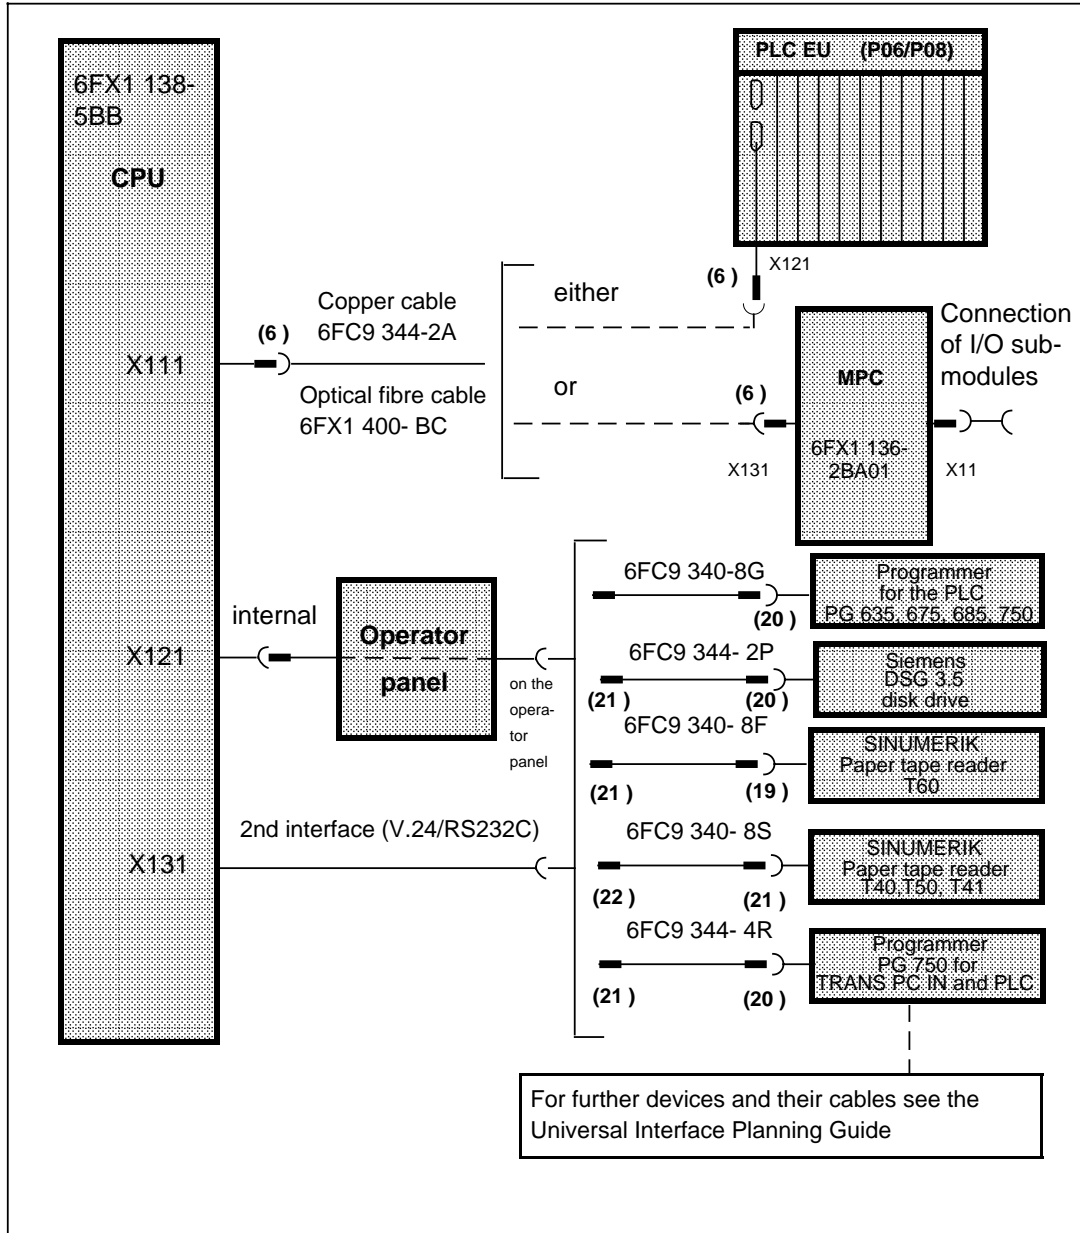 PLC EU (P06/P08)
6FX1 138-
5BB
CPU
X121
(6 )
either
Copper cable
6FC9 344-2A
(6 )
X111
Optical fibre cable
6FX1 400- BC
or
(6 )
X131
MPC
6FX1 136-
2BA01
Connection
of I/O sub-
modules
X11
internal
X121
Operator
panel
on the
opera-
tor
panel
6FC9 340-8G
(20 )
Programmer
for the PLC
PG 635, 675, 685, 750
6FC9 344- 2P
(21 )
(20 )
Siemens
DSG 3.5
disk drive
6FC9 340- 8F
(21 )
(19 )
SINUMERIK
Paper tape reader
T60
2nd interface (V.24/RS232C)
X131
6FC9 340- 8S
(22 )
(21 )
SINUMERIK
Paper tape reader
T40,T50, T41
6FC9 344- 4R
(21 )
(20 )
Programmer
PG 750 for
TRANS PC IN and PLC
For further devices and their cables see the
Universal Interface Planning Guide